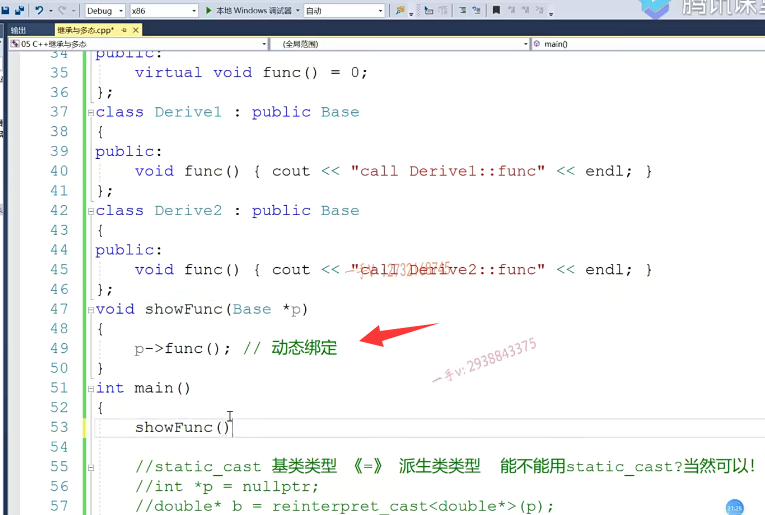 腾讯课堂
Debug x86 本地 Windows 调试器 自动
输出 继承与多态.cpp*
05 C++继承与多态 (全局范围) main()
34 public:
35 virtual void func() = 0;
36 };
37 class Derive1 : public Base
38 {
39 public:
40 void func() { cout << "call Derive1::func" << endl; }
41 };
42 class Derive2 : public Base
43 {
44 public:
45 void func() { cout << "call Derive2::func" << endl; }
46 };
47 void showFunc(Base *p)
48 {
49 p->func(); // 动态绑定
50 }
一手v:2938843375
51 int main()
52 {
53 showFunc()
54
55 //static_cast 基类类型 《=》 派生类类型 能不能用static_cast?当然可以!
56 //int *p = nullptr;
57 //double* b = reinterpret_cast<double*>(p);